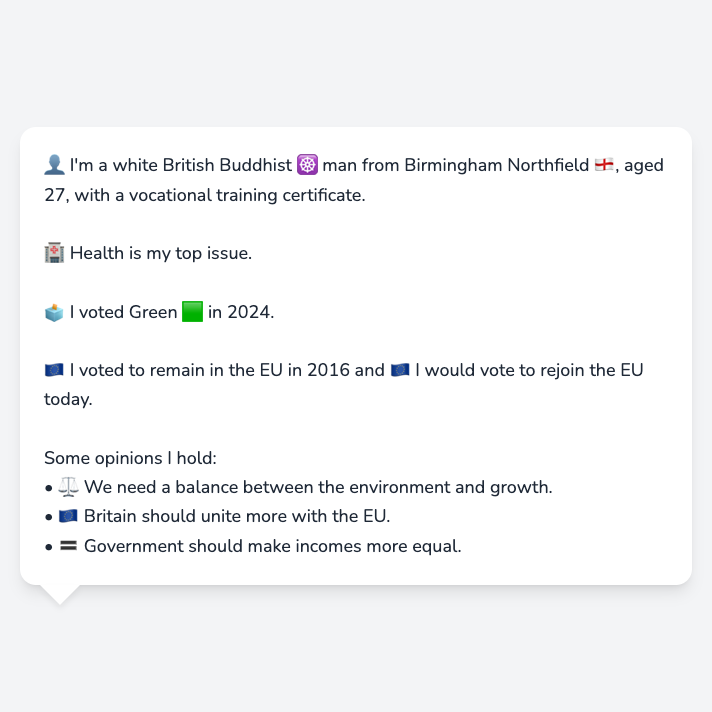 👤 I'm a white British Buddhist ☸️ man from Birmingham Northfield 🏴󠁧󠁢󠁥󠁮󠁧󠁿, aged
27, with a vocational training certificate.
🏥 Health is my top issue.
🗳️ I voted Green 🟩 in 2024.
🇪🇺 I voted to remain in the EU in 2016 and 🇪🇺 I would vote to rejoin the EU
today.
Some opinions I hold:
• ⚖️ We need a balance between the environment and growth.
• 🇪🇺 Britain should unite more with the EU.
• 🟰 Government should make incomes more equal.